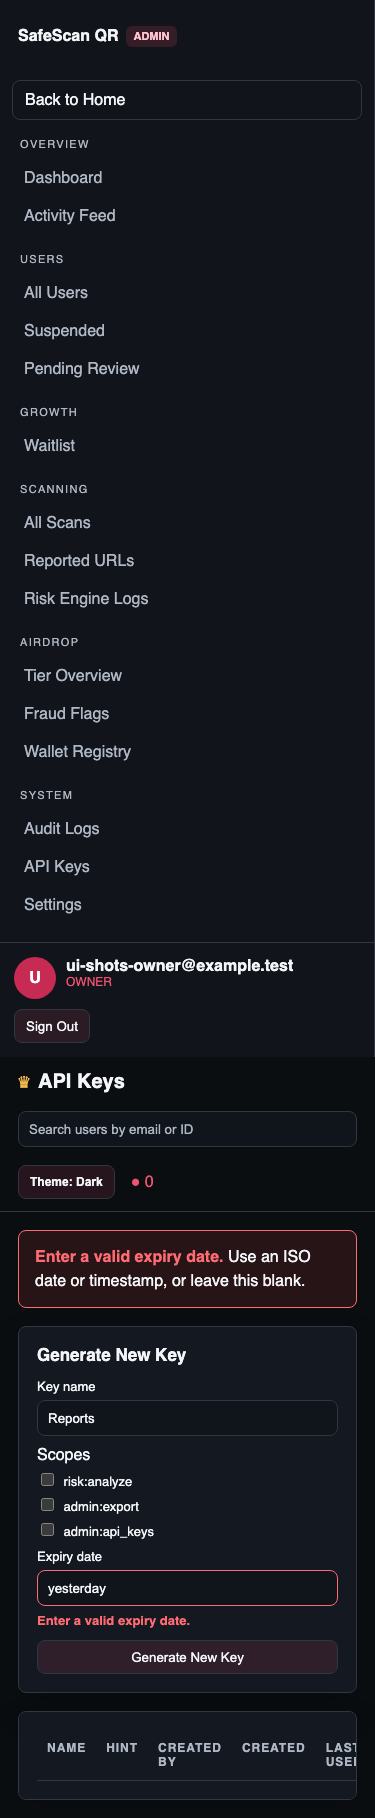 SafeScan QR ADMIN
Back to Home
OVERVIEW
Dashboard
Activity Feed
USERS
All Users
Suspended
Pending Review
GROWTH
Waitlist
SCANNING
All Scans
Reported URLs
Risk Engine Logs
AIRDROP
Tier Overview
Fraud Flags
Wallet Registry
SYSTEM
Audit Logs
API Keys
Settings
U
ui-shots-owner@example.test
OWNER
Sign Out
♛ API Keys
Search users by email or ID
Theme: Dark ● 0
Enter a valid expiry date. Use an ISO
date or timestamp, or leave this blank.
Generate New Key
Key name
Reports
Scopes
risk:analyze
admin:export
admin:api_keys
Expiry date
yesterday
Enter a valid expiry date.
Generate New Key
NAME HINT CREATED CREATED LAST
BY